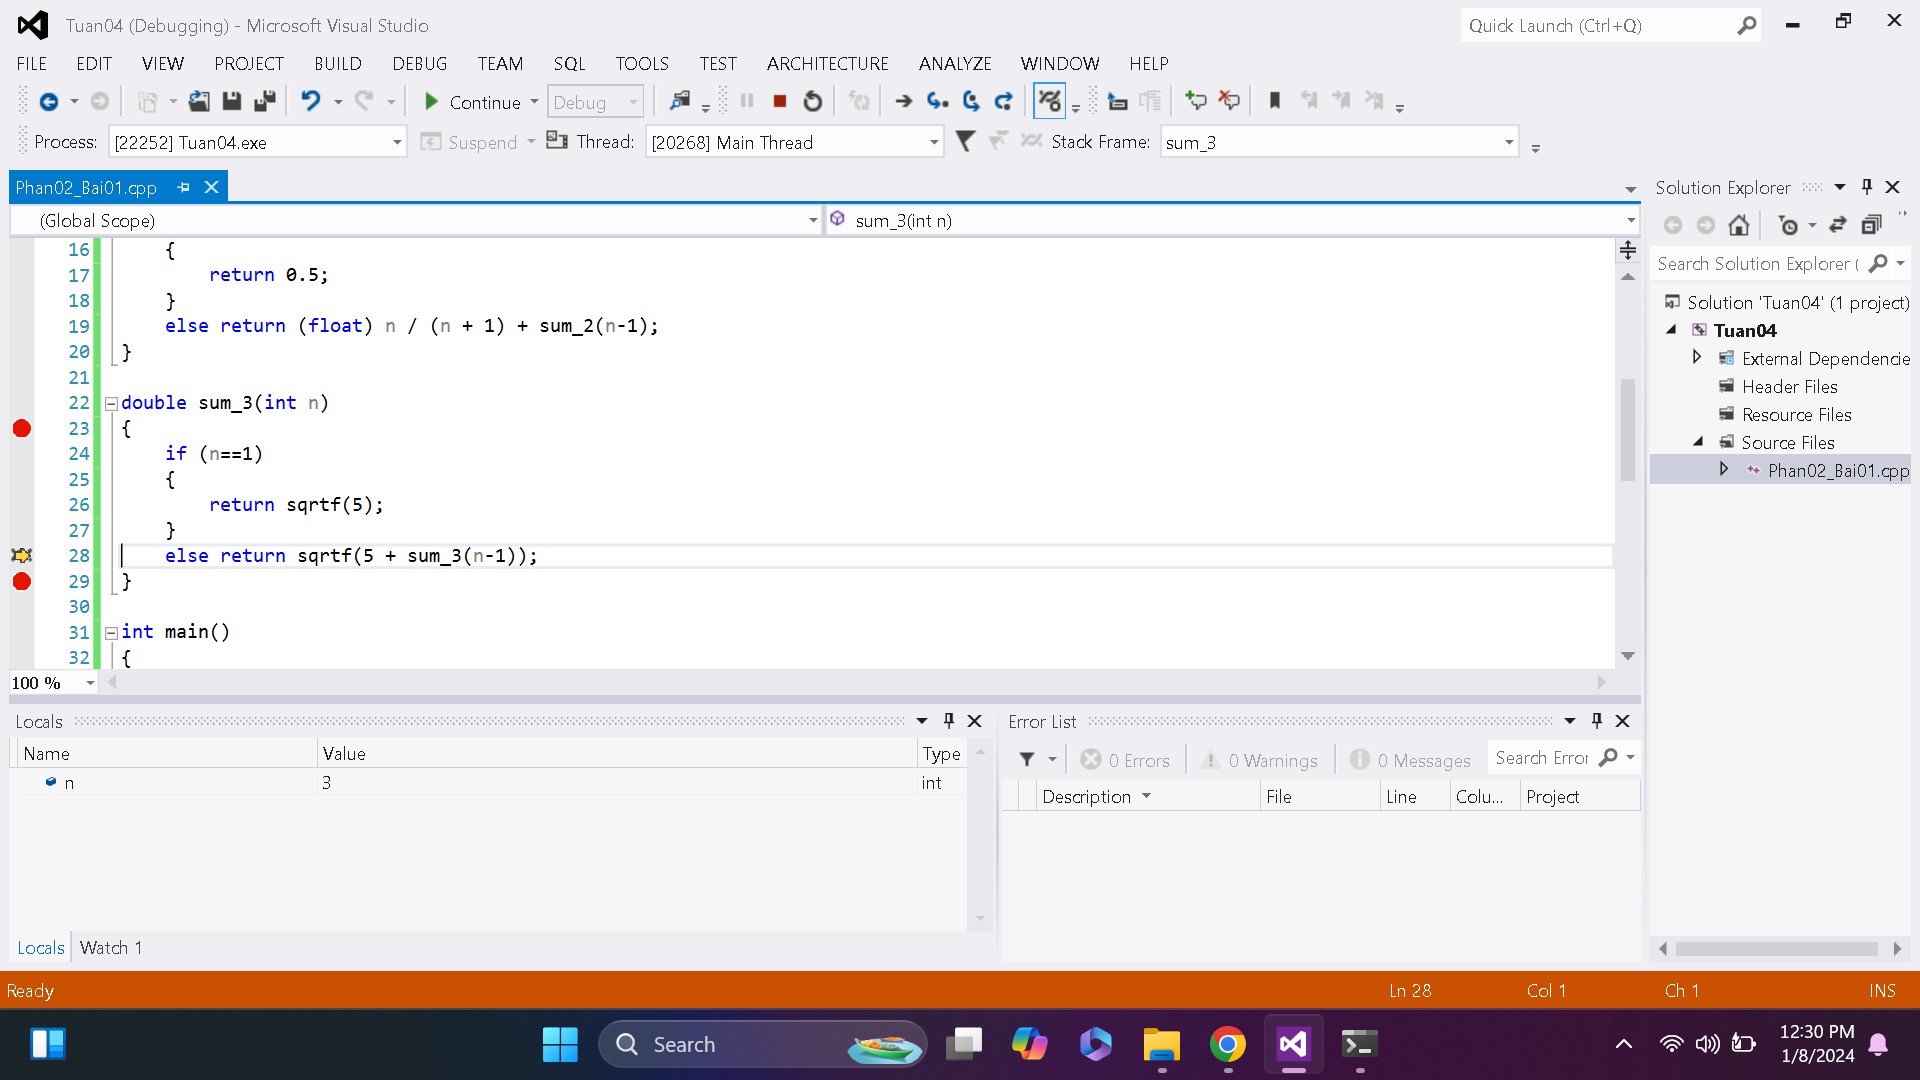 Tuan04 (Debugging) - Microsoft Visual Studio
Quick Launch (Ctrl+Q)
FILE EDIT VIEW PROJECT BUILD DEBUG TEAM SQL TOOLS TEST ARCHITECTURE ANALYZE WINDOW HELP
Continue Debug
Process: [22252] Tuan04.exe Suspend Thread: [20268] Main Thread Stack Frame: sum_3
Phan02_Bai01.cpp
(Global Scope) sum_3(int n)
16 {
17 return 0.5;
18 }
19 else return (float) n / (n + 1) + sum_2(n-1);
20 }
21
22 double sum_3(int n)
23 {
24 if (n==1)
25 {
26 return sqrtf(5);
27 }
28 else return sqrtf(5 + sum_3(n-1));
29 }
30
31 int main()
32 {
100 %
Solution Explorer
Search Solution Explorer (
Solution 'Tuan04' (1 project)
Tuan04
External Dependencie
Header Files
Resource Files
Source Files
Phan02_Bai01.cpp
Locals
Name Value Type
n 3 int
Locals Watch 1
Error List
0 Errors 0 Warnings 0 Messages Search Error
Description File Line Colu... Project
Ready Ln 28 Col 1 Ch 1 INS
Search
12:30 PM
1/8/2024